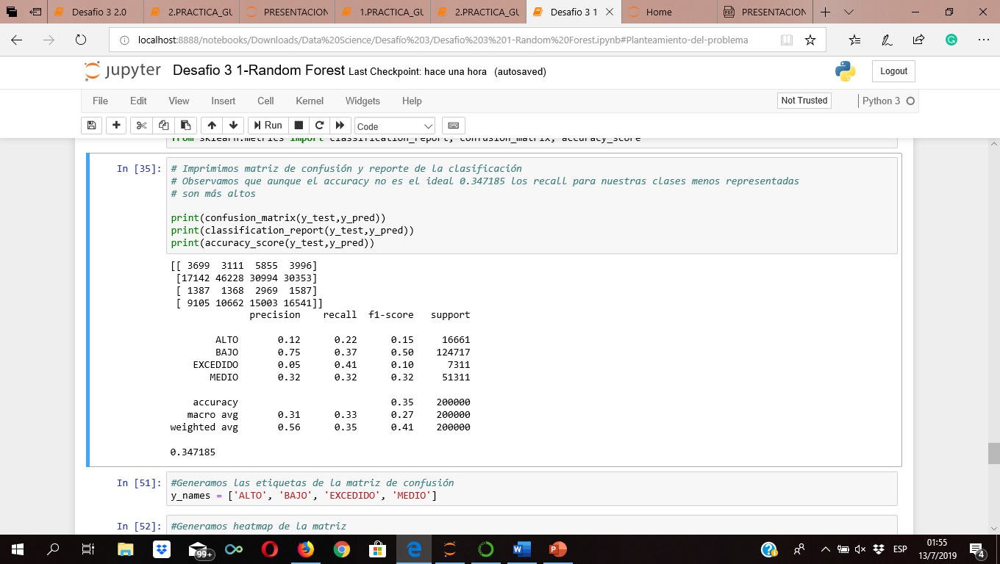 Desafio 3 2.0
2.PRACTICA_GU
PRESENTACION
1.PRACTICA_GU
2.PRACTICA_GU
Desafio 3 1
Home
PRESENTACION
localhost:8888/notebooks/Downloads/Data%20Science/Desafío%203/Desafio%203%201-Random%20Forest.ipynb#Planteamiento-del-problema
jupyter Desafio 3 1-Random Forest Last Checkpoint: hace una hora (autosaved)
Logout
File Edit View Insert Cell Kernel Widgets Help
Not Trusted
Python 3
Run
Code
from sklearn.metrics import classification_report, confusion_matrix, accuracy_score
In [35]:
# Imprimimos matriz de confusión y reporte de la clasificación
# Observamos que aunque el accuracy no es el ideal 0.347185 los recall para nuestras clases menos representadas
# son más altos
print(confusion_matrix(y_test,y_pred))
print(classification_report(y_test,y_pred))
print(accuracy_score(y_test,y_pred))
[[ 3699 3111 5855 3996]
[17142 46228 30994 30353]
[ 1387 1368 2969 1587]
[ 9105 10662 15003 16541]]
precision recall f1-score support
ALTO 0.12 0.22 0.15 16661
BAJO 0.75 0.37 0.50 124717
EXCEDIDO 0.05 0.41 0.10 7311
MEDIO 0.32 0.32 0.32 51311
accuracy 0.35 200000
macro avg 0.31 0.33 0.27 200000
weighted avg 0.56 0.35 0.41 200000
0.347185
In [51]:
#Generamos las etiquetas de la matriz de confusión
y_names = ['ALTO', 'BAJO', 'EXCEDIDO', 'MEDIO']
In [52]:
#Generamos heatmap de la matriz
99+
ESP
01:55
13/7/2019
4